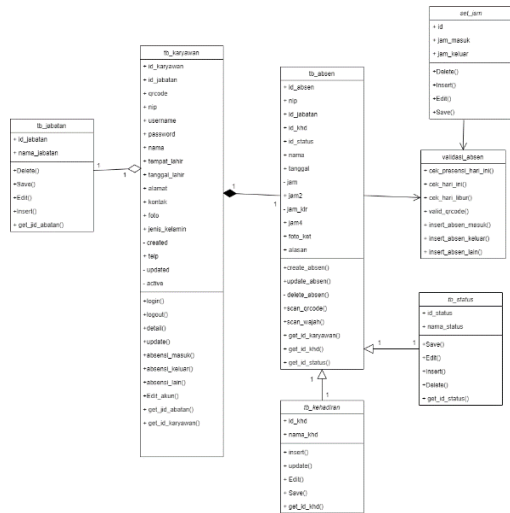 set_jam
+ id
+ jam_masuk
+ jam_keluar
+Delete()
+Insert()
+Edit()
+Save()
tb_karyawan
+ id_karyawan
+ id_jabatan
+ qrcode
+ nip
+ username
+ password
+ nama
+ tempat_lahir
+ tanggal_lahir
+ alamat
+ kontak
+ foto
+ jenis_kelamin
- created
+ telp
- updated
- active
+login()
+logout()
+detail()
+update()
+absensi_masuk()
+absensi_keluar()
+absensi_lain()
+Edit_akun()
+get_jid_abatan()
+get_id_karyawan()
tb_absen
+ id_absen
+ nip
+ id_jabatan
+ id_khd
+ id_status
+ nama
+ tanggal
- jam
+ jam2
- jam_klr
+ jam4
+ foto_ket
+ alasan
+create_absen()
+update_absen()
-delete_absen()
+scan_qrcode()
+scan_wajah()
+get_id_karyawan()
+get_id_khd()
+get_id_status()
tb_jabatan
+ id_jabatan
+ nama_jabatan
+Delete()
+Save()
+Edit()
+Insert()
+ get_jid_abatan()
1
1
1
1
validasi_absen
+ cek_presensi_hari_ini()
+ cek_hari_ini()
+ cek_hari_libur()
+ valid_qrcode()
+ insert_absen_masuk()
+ insert_absen_keluar()
+ insert_absen_lain()
tb_status
+ id_status
+ nama_status
+Save()
+Edit()
+Insert()
+Delete()
+ get_id_status()
1
1
1
1
tb_kehadiran
+ id_khd
+ nama_khd
+ insert()
+ update()
+ Edit()
+ Save()
+ get_id_khd()